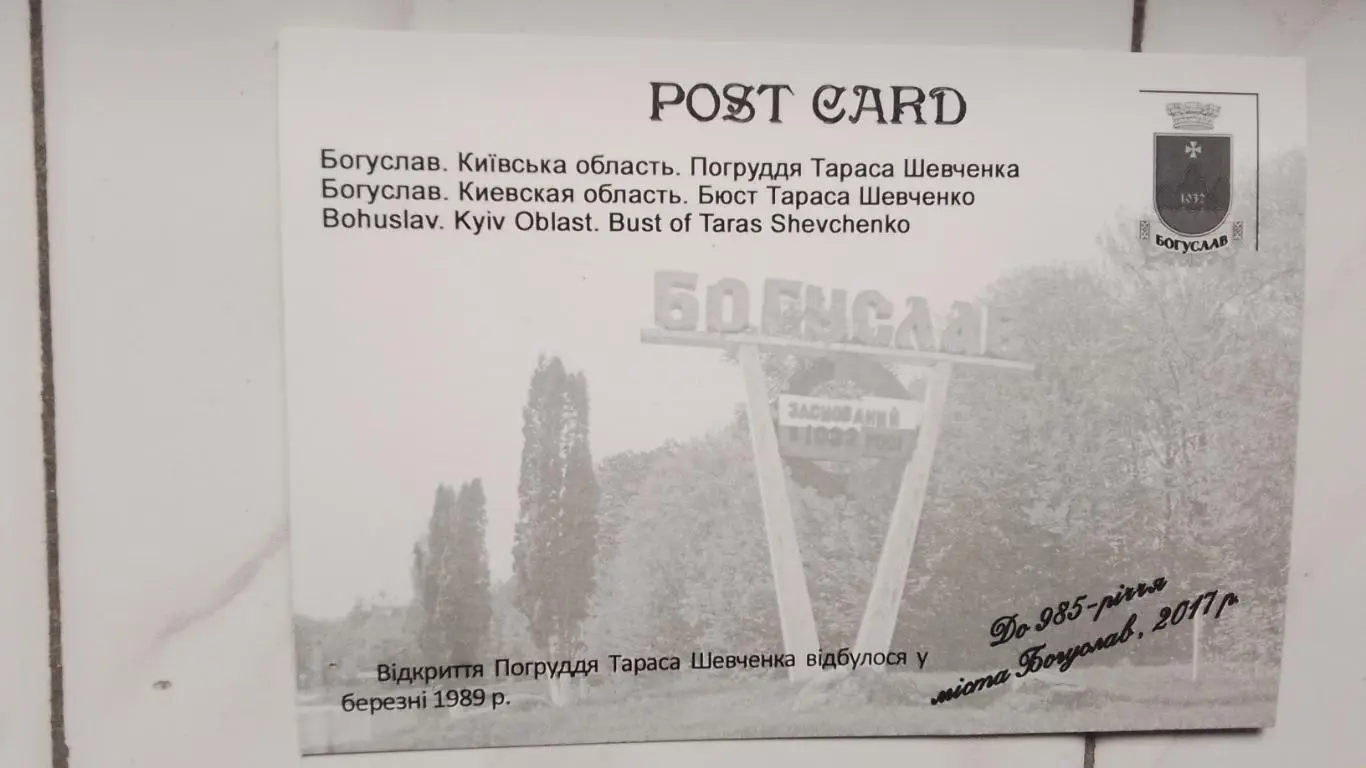 POST CARD
Богуслав. Київська область. Погруддя Тараса Шевченка
Богуслав. Киевская область. Бюст Тараса Шевченко
Bohuslav. Kyiv Oblast. Bust of Taras Shevchenko
1032
БОГУСЛАВ
БОГУСЛАВ
ЗАСНОВАНИЙ
В 1032 РОЦІ
До 985-річчя
міста Богуслав, 2017 р.
Відкриття Погруддя Тараса Шевченка відбулося у
березні 1989 р.